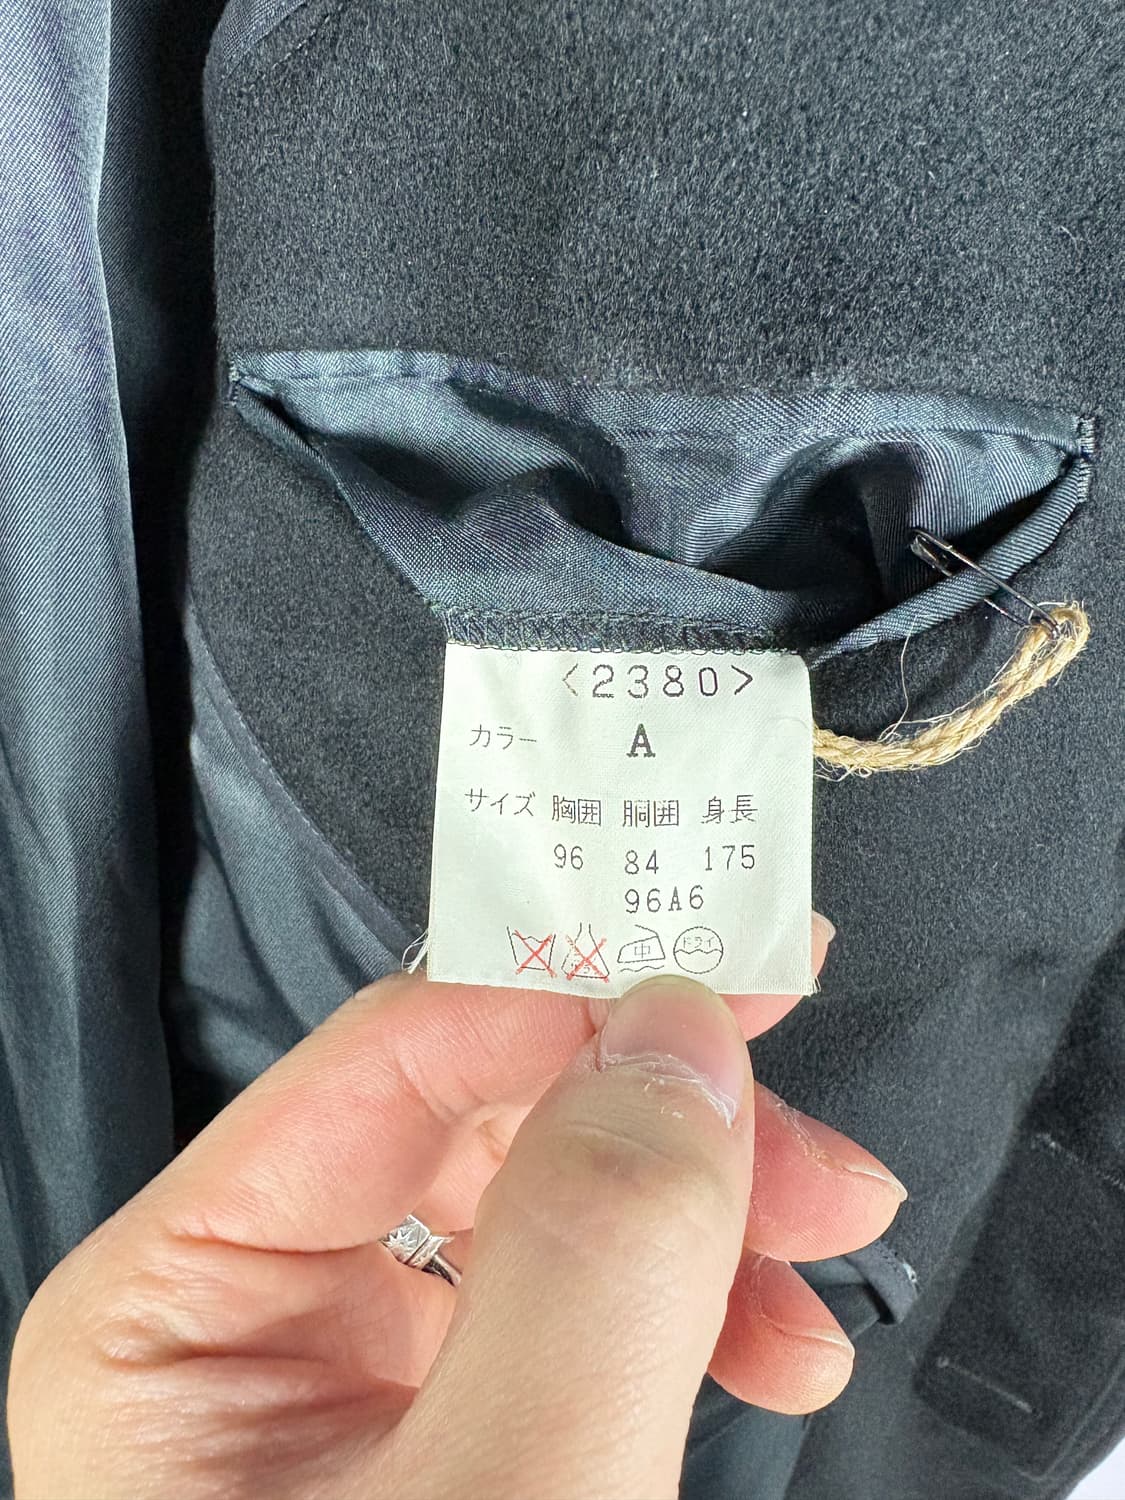 <2380>
カラー A
サイズ 胸囲 胴囲 身長
96 84 175
96A6
中 ドライ